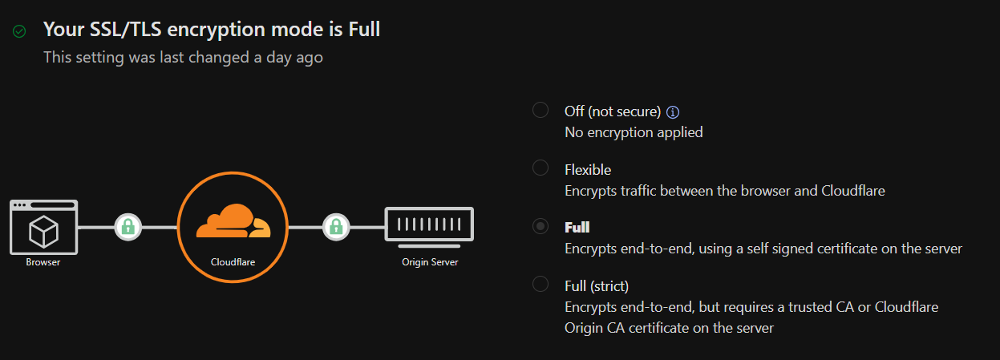 Your SSL/TLS encryption mode is Full
This setting was last changed a day ago
Off (not secure)
No encryption applied
Flexible
Encrypts traffic between the browser and Cloudflare
Full
Encrypts end-to-end, using a self signed certificate on the server
Full (strict)
Encrypts end-to-end, but requires a trusted CA or Cloudflare
Origin CA certificate on the server
Browser
Cloudflare
Origin Server